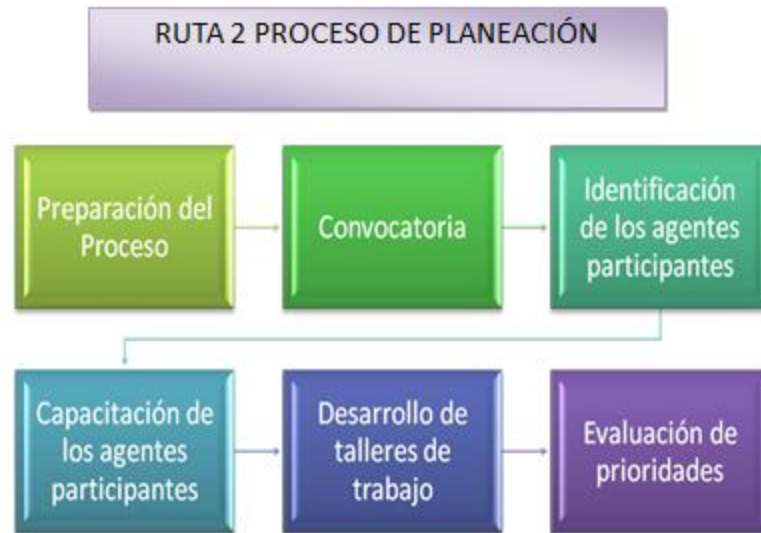 RUTA 2 PROCESO DE PLANEACIÓN
Preparación del
Proceso
Convocatoria
Identificación
de los agentes
participantes
Capacitación de
los agentes
participantes
Desarrollo de
talleres de
trabajo
Evaluación de
prioridades